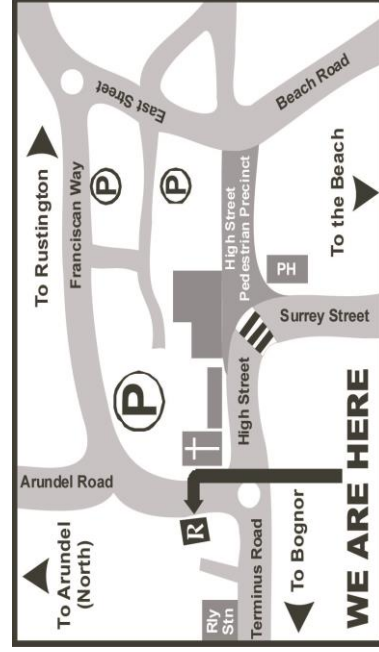 To Rustington
Franciscan Way
East Street
Beach Road
P
P
P
High Street
Pedestrian Precinct
PH
To the Beach
Surrey Street
High Street
Arundel Road
To Arundel
(North)
R
Rly
Stn
Terminus Road
To Bognor
WE ARE HERE